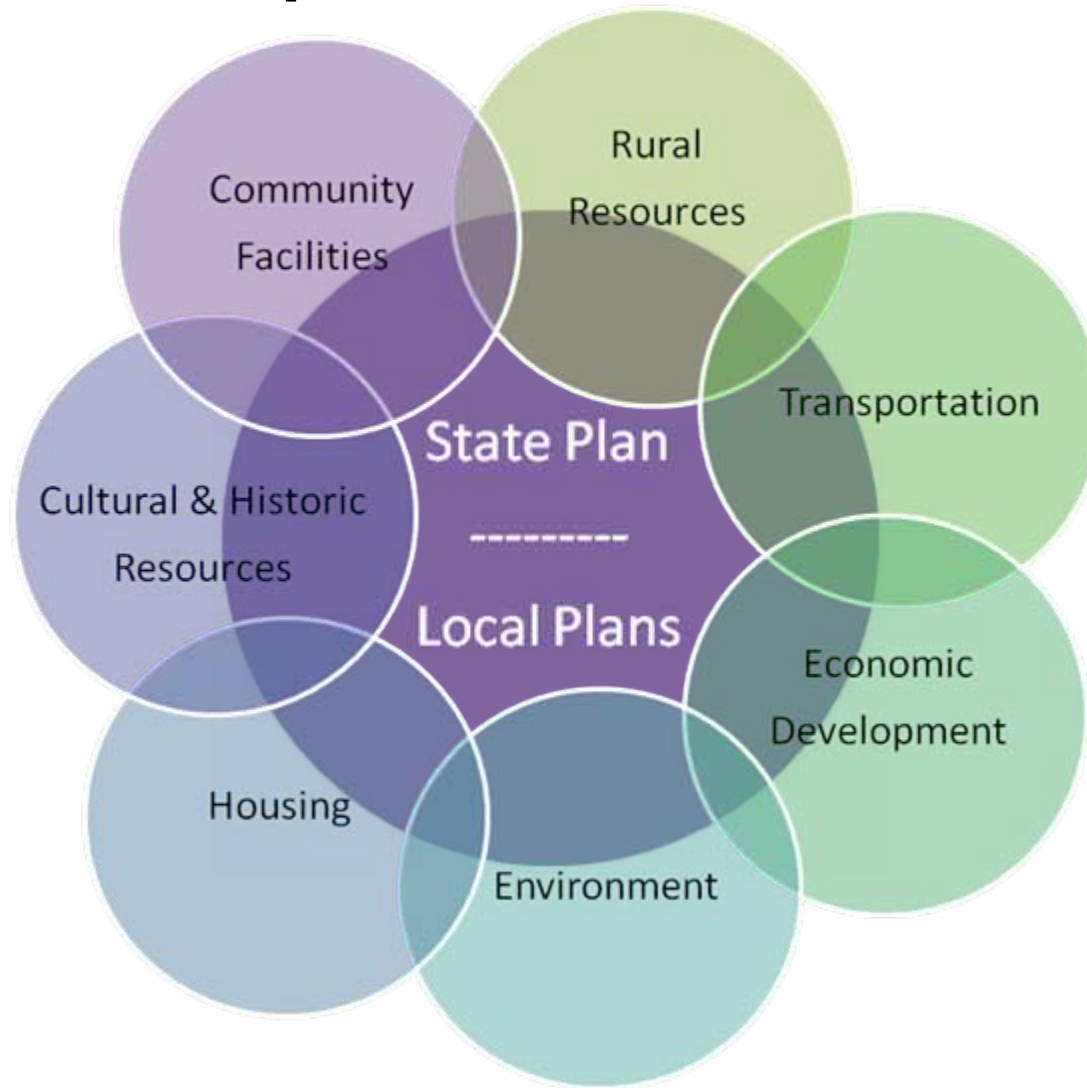 Rural
Resources
Community
Facilities
Transportation
State Plan
---------
Local Plans
Cultural & Historic
Resources
Economic
Development
Housing
Environment